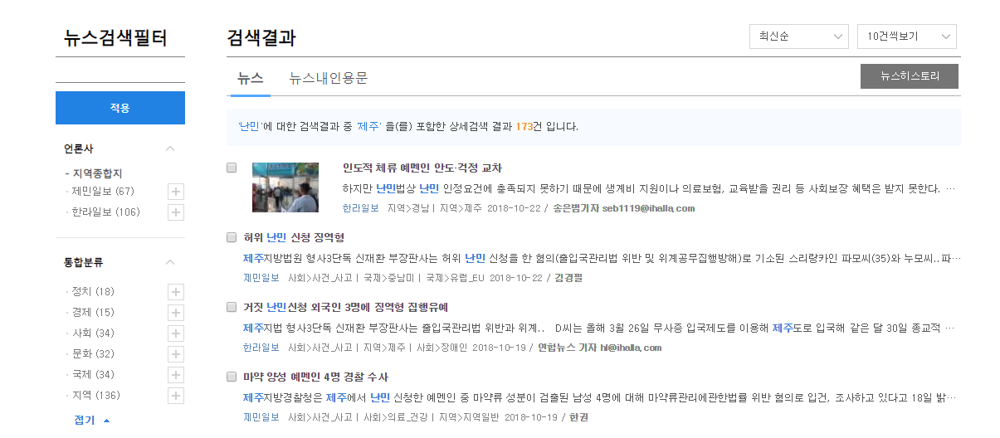 뉴스검색필터
적용
언론사
- 지역종합지
제민일보 (67)
한라일보 (106)
통합분류
정치 (18)
경제 (15)
사회 (34)
문화 (32)
국제 (34)
지역 (136)
접기
검색결과
최신순
10건씩보기
뉴스 뉴스내인용문
뉴스히스토리
'난민'에 대한 검색결과 중 '제주' 을(를) 포함한 상세검색 결과 173건 입니다.
인도적 체류 예멘인 안도·걱정 교차
하지만 난민법상 난민 인정요건에 충족되지 못하기 때문에 생계비 지원이나 의료보험, 교육받을 권리 등 사회보장 혜택은 받지 못한다. …
한라일보 지역>경남 | 지역>제주 2018-10-22 / 송은범기자 seb1119@ihalla.com
허위 난민 신청 징역형
제주지방법원 형사3단독 신재환 부장판사는 허위 난민 신청을 한 혐의(출입국관리법 위반 및 위계공무집행방해)로 기소된 스리랑카인 파모씨(35)와 누모씨..파…
제민일보 사회>사건_사고 | 국제>중남미 | 국제>유럽_EU 2018-10-22 / 김경필
거짓 난민신청 외국인 3명에 징역형 집행유예
제주지법 형사3단독 신재환 부장판사는 출입국관리법 위반과 위계.. D씨는 올해 3월 26일 무사증 입국제도를 이용해 제주도로 입국해 같은 달 30일 종교적 …
한라일보 사회>사건_사고 | 지역>제주 | 사회>장애인 2018-10-19 / 연합뉴스 기자 hl@ihalla.com
마약 양성 예멘인 4명 경찰 수사
제주지방경찰청은 제주에서 난민 신청한 예멘인 중 마약류 성분이 검출된 남성 4명에 대해 마약류관리에관한법률 위반 혐의로 입건, 조사하고 있다고 18일 밝…
제민일보 사회>사건_사고 | 사회>의료_건강 | 지역>지역일반 2018-10-19 / 한권